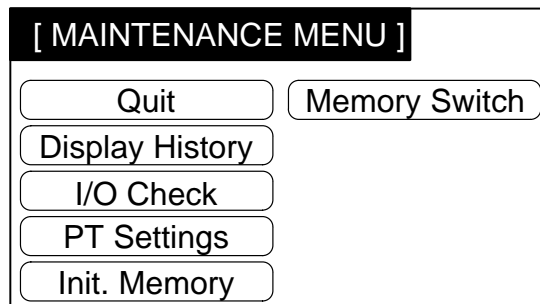 [ MAINTENANCE MENU ]
Quit Memory Switch
Display History
I/O Check
PT Settings
Init. Memory